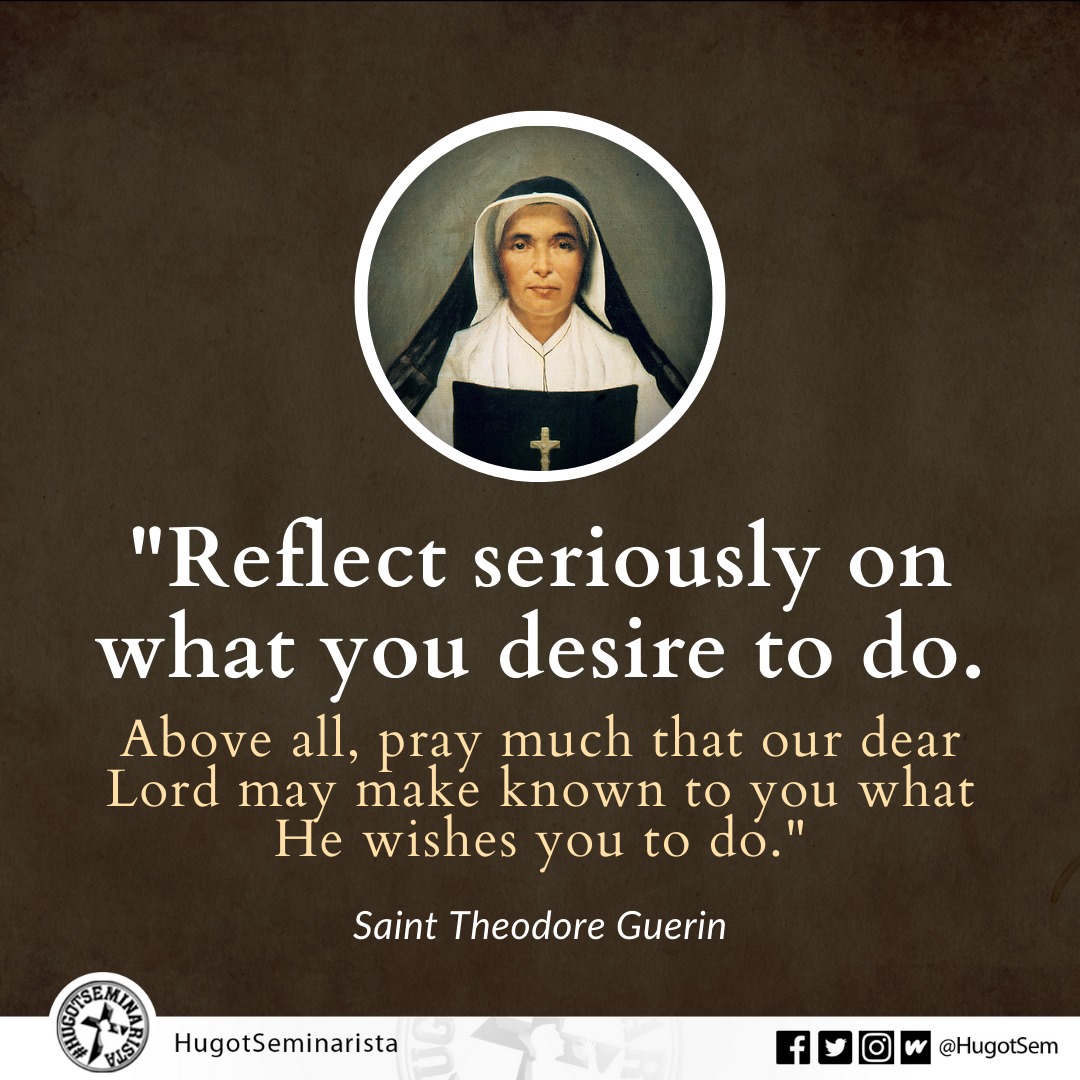 "Reflect seriously on
what you desire to do.
Above all, pray much that our dear
Lord may make known to you what
He wishes you to do."
Saint Theodore Guerin
#HUGOTSEMINARISTA
HugotSeminarista
@HugotSem